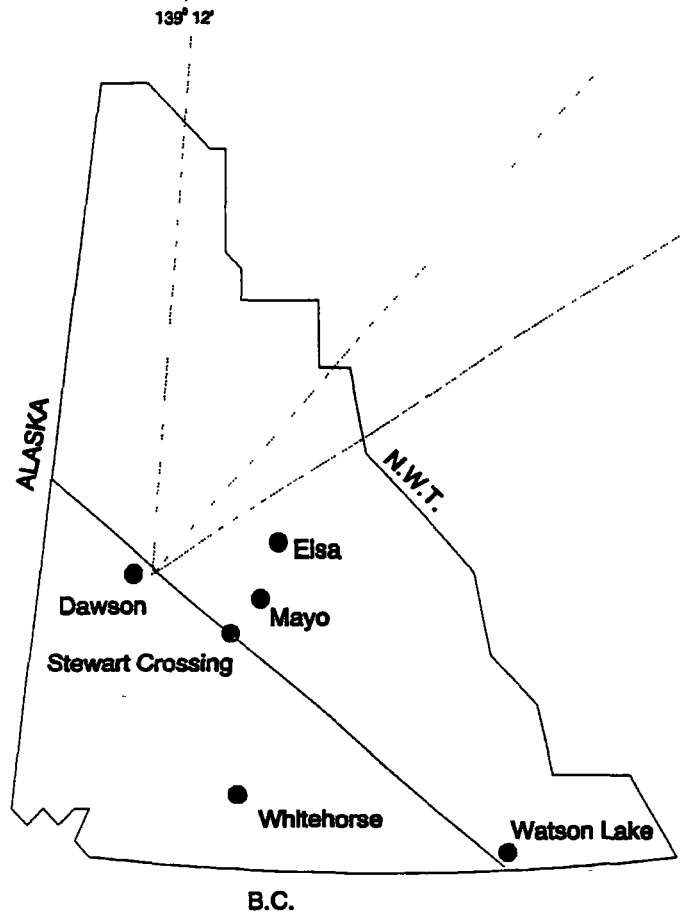 139° 12'
ALASKA
N.W.T.
Elsa
Dawson
Mayo
Stewart Crossing
Whitehorse
Watson Lake
B.C.